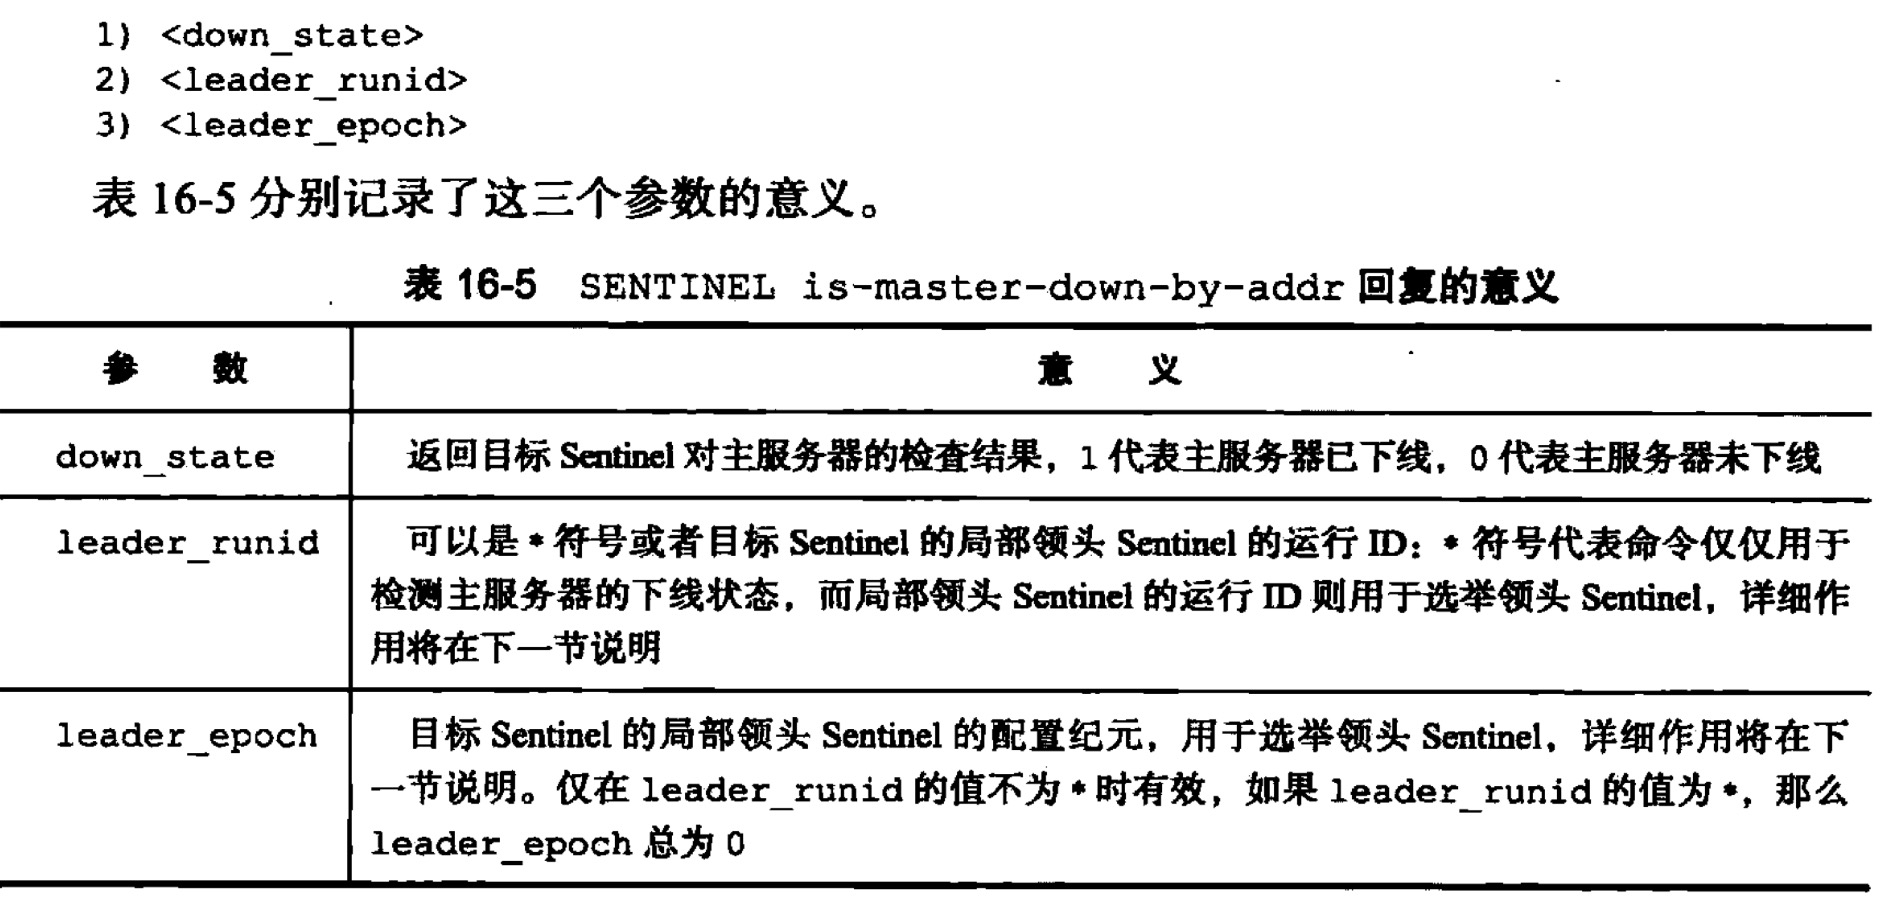 1) <down_state>
2) <leader_runid>
3) <leader_epoch>
表 16-5 分别记录了这三个参数的意义。
表 16-5 SENTINEL is-master-down-by-addr 回复的意义
参 数 意 义
down_state 返回目标 Sentinel 对主服务器的检查结果，1 代表主服务器已下线，0 代表主服务器未下线
leader_runid 可以是 * 符号或者目标 Sentinel 的局部领头 Sentinel 的运行 ID：* 符号代表命令仅仅用于
检测主服务器的下线状态，而局部领头 Sentinel 的运行 ID 则用于选举领头 Sentinel，详细作
用将在下一节说明
leader_epoch 目标 Sentinel 的局部领头 Sentinel 的配置纪元，用于选举领头 Sentinel，详细作用将在下
一节说明。仅在 leader_runid 的值不为 * 时有效，如果 leader_runid 的值为 *，那么
leader_epoch 总为 0